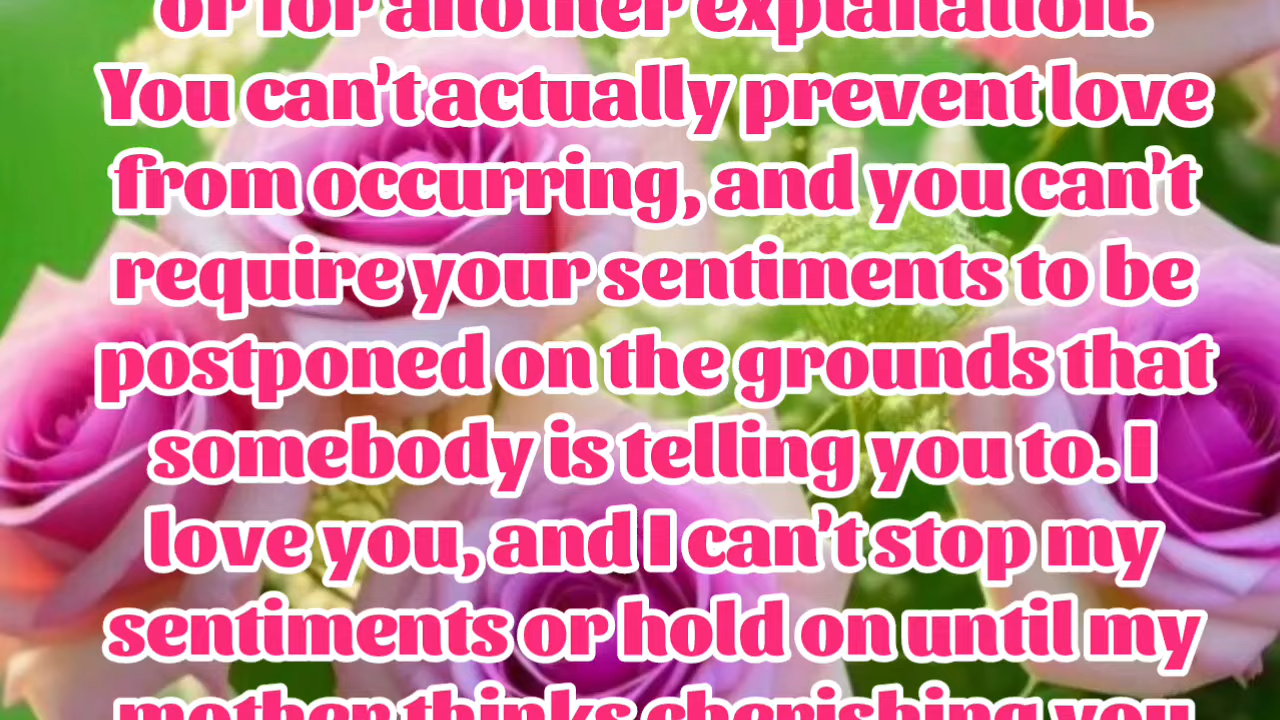 or for another explanation.
You can't actually prevent love
from occurring, and you can't
require your sentiments to be
postponed on the grounds that
somebody is telling you to. I
love you, and I can't stop my
sentiments or hold on until my
mother thinks cherishing you